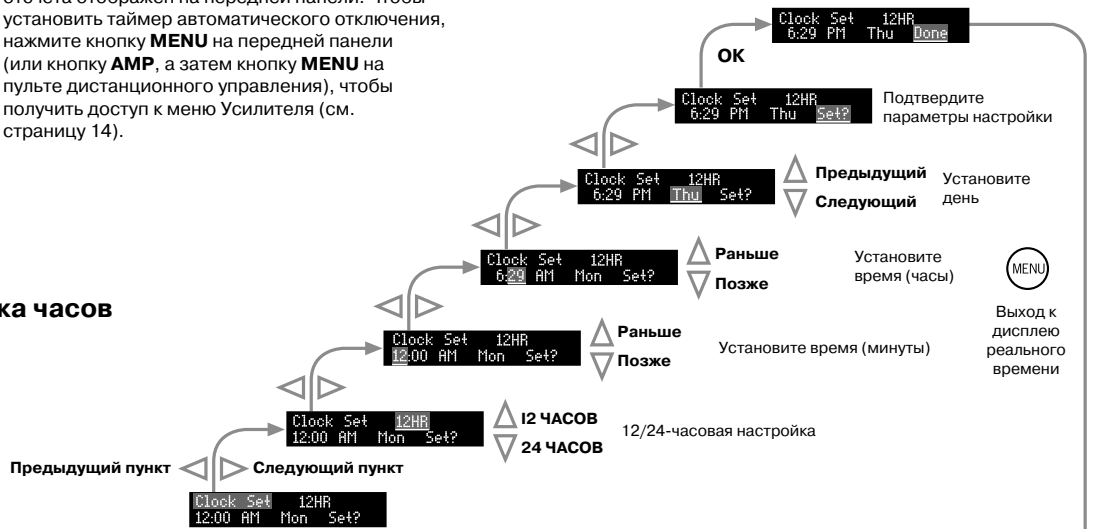 установить таймер автоматического отключения,
нажмите кнопку MENU на передней панели
(или кнопку AMP, а затем кнопку MENU на
пульте дистанционного управления), чтобы
получить доступ к меню Усилителя (см.
страницу 14).
Clock Set 12HR
6:29 PM Thu Done
OK
Clock Set 12HR
6:29 PM Thu Set?
Подтвердите
параметры настройки
Clock Set 12HR
6:29 PM Thu Set?
Предыдущий
Следующий
Установите
день
Clock Set 12HR
6:29 AM Mon Set?
Раньше
Позже
Установите
время (часы)
MENU
Выход к
дисплею
реального
времени
ка часов
Clock Set 12HR
12:00 AM Mon Set?
Раньше
Позже
Установите время (минуты)
Clock Set 12HR
12:00 AM Mon Set?
I2 ЧАСОВ
24 ЧАСОВ
12/24-часовая настройка
Предыдущий пункт
Следующий пункт
Clock Set 12HR
12:00 AM Mon Set?